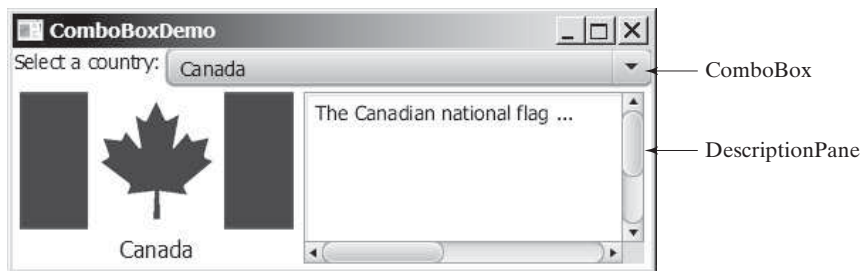 ComboBoxDemo
Select a country: Canada
ComboBox
The Canadian national flag ...
DescriptionPane
Canada